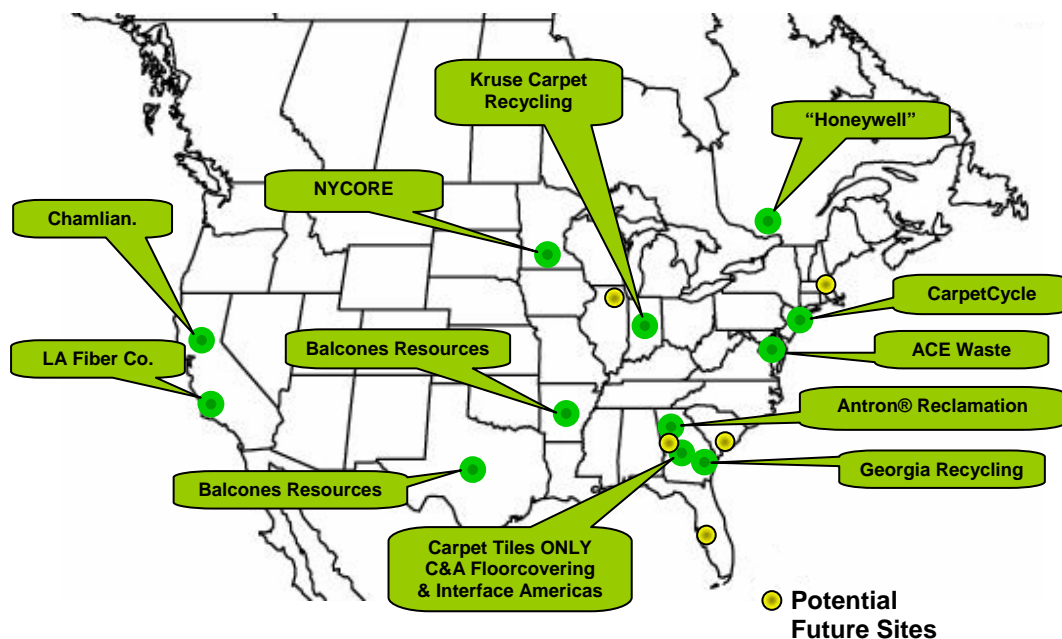 Kruse Carpet
Recycling
“Honeywell”
NYCORE
Chamlian.
CarpetCycle
LA Fiber Co.
Balcones Resources
ACE Waste
Antron® Reclamation
Balcones Resources
Georgia Recycling
Carpet Tiles ONLY
C&A Floorcovering
& Interface Americas
Potential
Future Sites